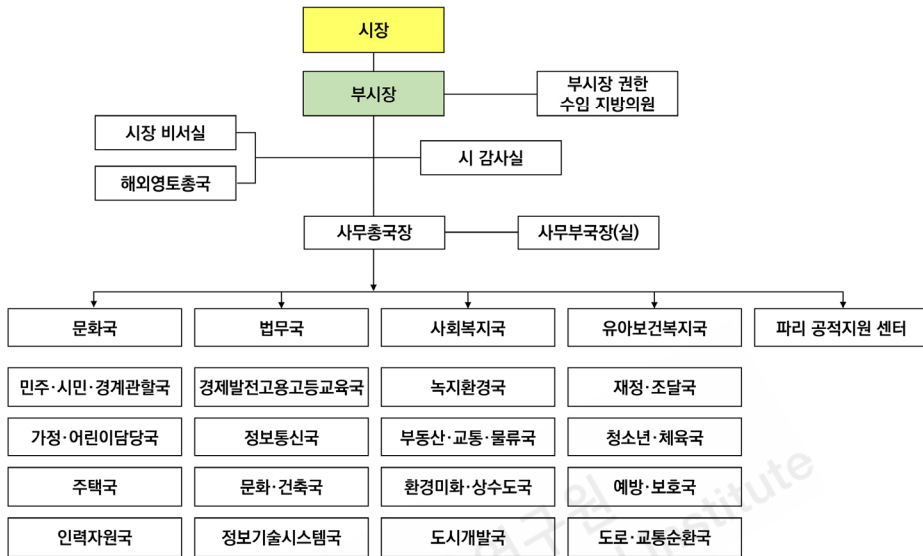 시장
부시장
부시장 권한
수임 지방의원
시장 비서실
시 감사실
해외영토총국
사무총국장
사무부국장(실)
문화국
법무국
사회복지국
유아보건복지국
파리 공적지원 센터
민주·시민·경계관할국
경제발전고용고등교육국
녹지환경국
재정·조달국
가정·어린이담당국
정보통신국
부동산·교통·물류국
청소년·체육국
주택국
문화·건축국
환경미화·상수도국
예방·보호국
인력자원국
정보기술시스템국
도시개발국
도로·교통순환국
연구원
Institute